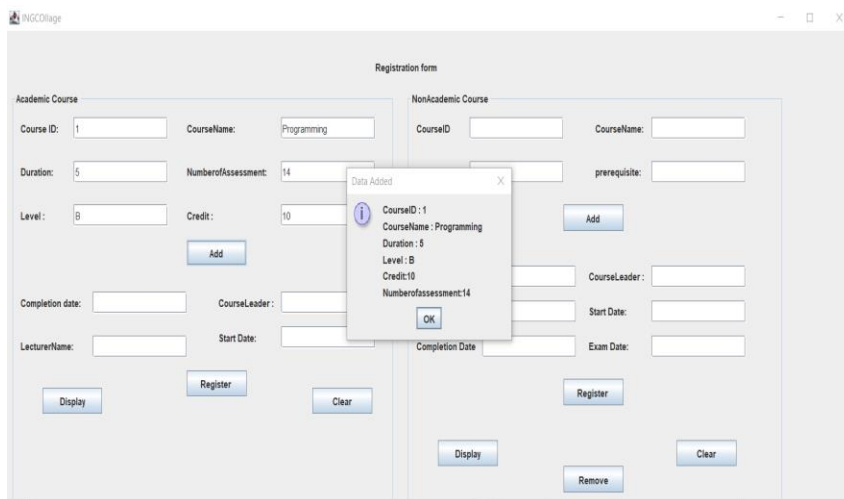 INGCOllage
Registration form
Academic Course
Course ID: 1 CourseName: Programming
Duration: 5 NumberofAssessment: 14
Level : B Credit : 10
Add
Completion date: CourseLeader :
LecturerName: Start Date:
Register
Display Clear
NonAcademic Course
CourseID CourseName:
prerequisite:
Add
CourseLeader :
Start Date:
Completion Date Exam Date:
Register
Display Clear
Remove
Data Added X
CourseID : 1
CourseName : Programming
Duration : 5
Level : B
Credit:10
Numberofassessment:14
OK